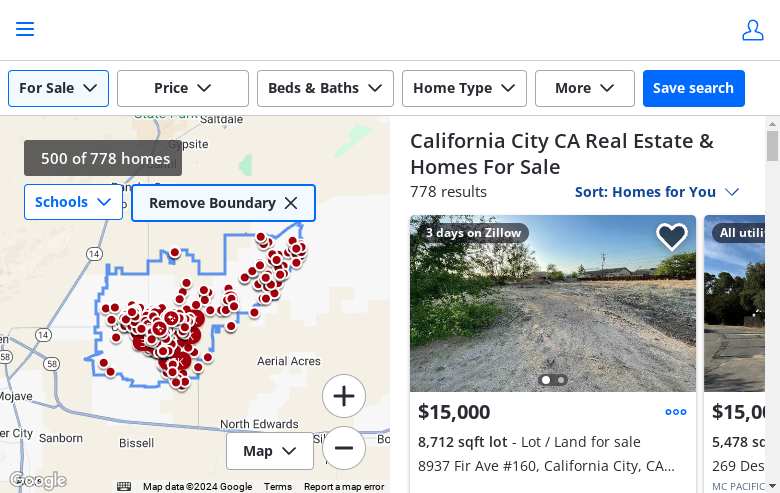 For Sale
Price
Beds & Baths
Home Type
More
Save search
State Park
Saltdale
Gypsite
500 of 778 homes
Schools
Remove Boundary
14
14
58
58
Mojave
Sanborn
Bissell
Aerial Acres
North Edwards
Map
Google
Map data ©2024 Google
Terms
Report a map error
California City CA Real Estate &
Homes For Sale
778 results
Sort: Homes for You
3 days on Zillow
$15,000
8,712 sqft lot - Lot / Land for sale
8937 Fir Ave #160, California City, CA...
All utili
$15,00
5,478 sq
269 Des
MC PACIFIC